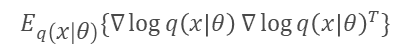 E_{q(x|θ)}{∇ log q(x|θ) ∇ log q(x|θ)^T}